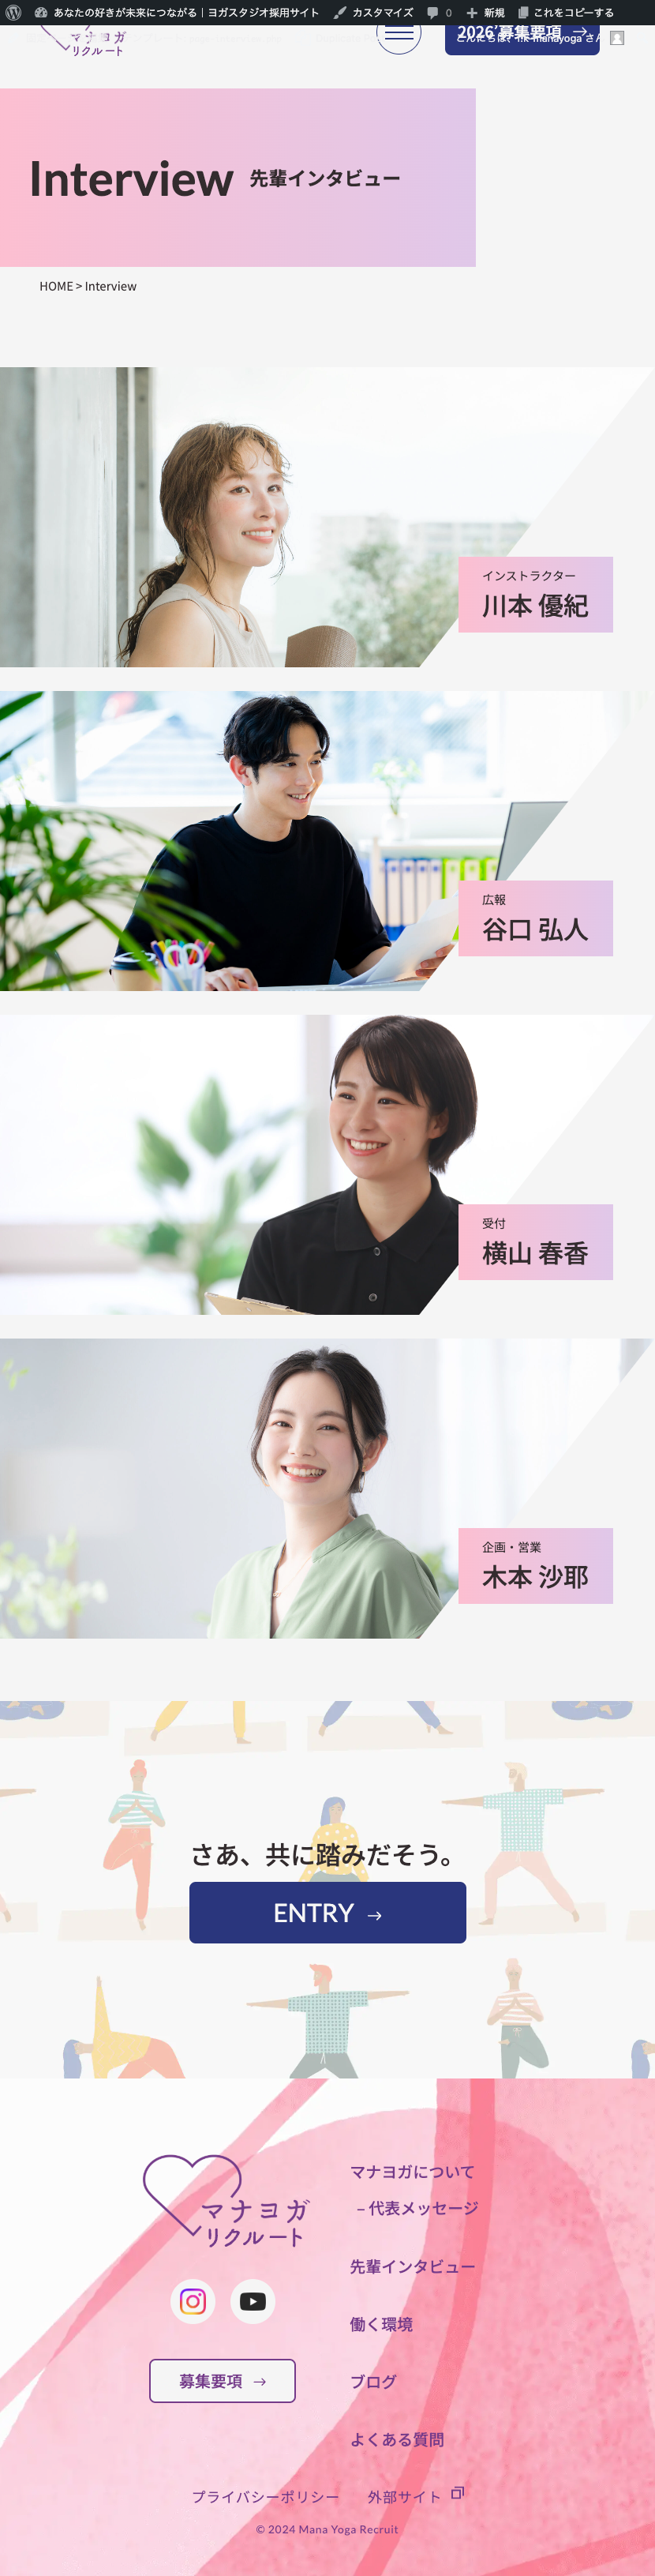 あなたの好きが未来につながる | ヨガスタジオ採用サイト カスタマイズ 0 新規 これをコピーする
マナヨガ
リクルート
2026'募集要項 →
Interview 先輩インタビュー
HOME > Interview
インストラクター
川本 優紀
広報
谷口 弘人
受付
横山 春香
企画・営業
木本 沙耶
さあ、共に踏みだそう。
ENTRY →
マナヨガ
リクルート
募集要項 →
マナヨガについて
– 代表メッセージ
先輩インタビュー
働く環境
ブログ
よくある質問
プライバシーポリシー 外部サイト
© 2024 Mana Yoga Recruit